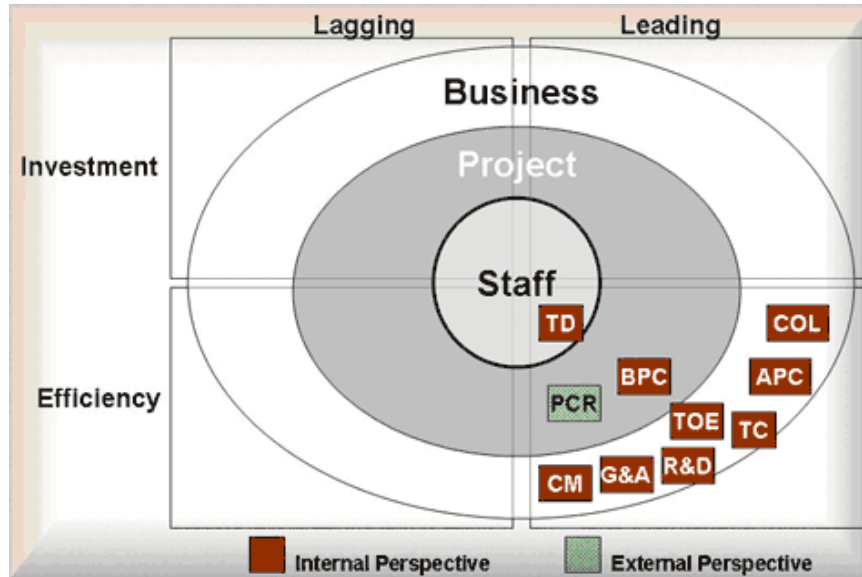 Lagging
Leading
Business
Investment
Project
Staff
TD
COL
BPC
APC
Efficiency
PCR
TOE
TC
CM
G&A
R&D
Internal Perspective
External Perspective